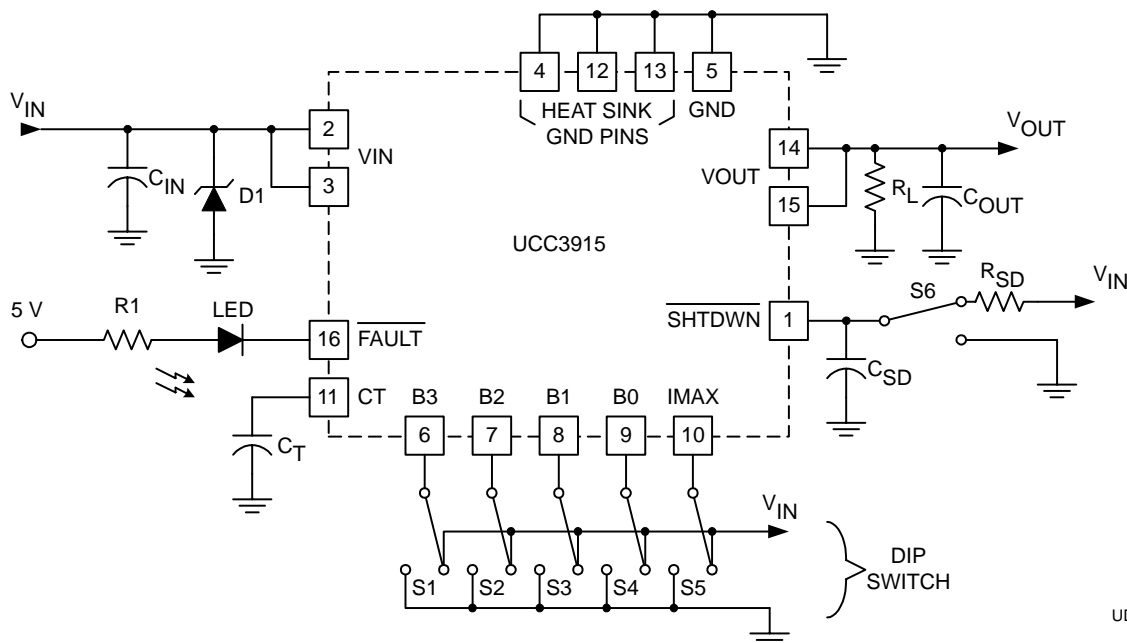 4 12 13 5
HEAT SINK
GND PINS
GND
VIN
2
VIN
3
CIN
D1
14
VOUT
15
VOUT
RL
COUT
UCC3915
5 V
R1
LED
16
FAULT
11
CT
CT
SHTDWN
1
S6
RSD
VIN
CSD
B3 B2 B1 B0 IMAX
6 7 8 9 10
VIN
S1 S2 S3 S4 S5
DIP
SWITCH